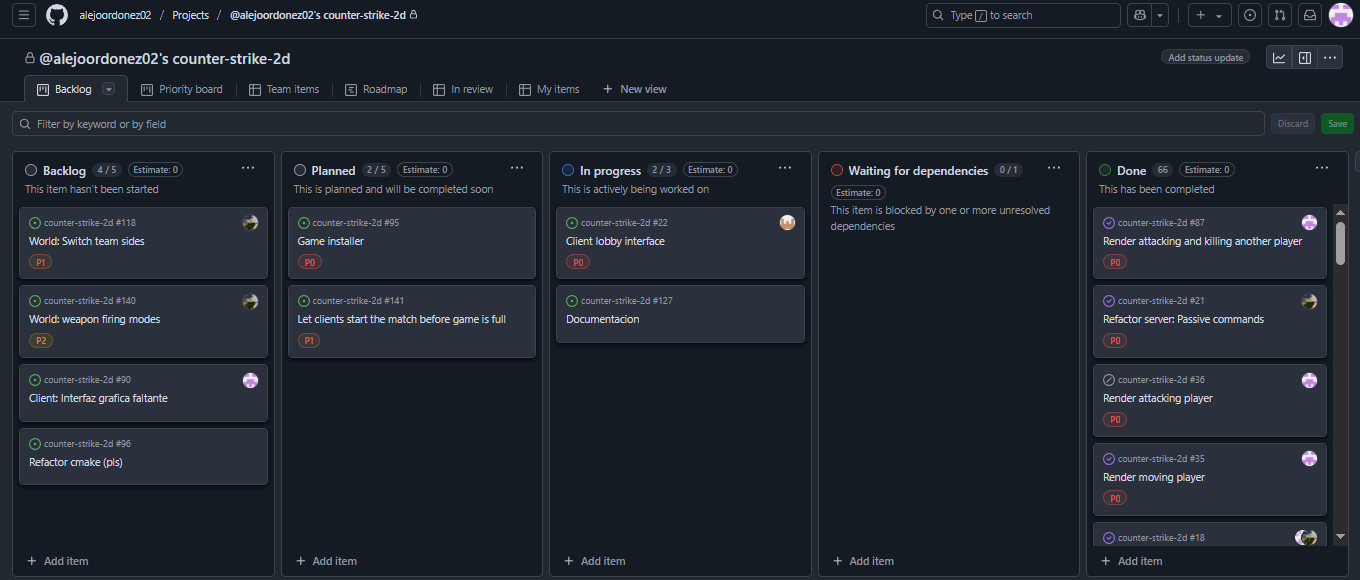 alejoordonez02 / Projects / @alejoordonez02's counter-strike-2d
Type / to search
@alejoordonez02's counter-strike-2d
Add status update
Backlog
Priority board
Team items
Roadmap
In review
My items
+ New view
Filter by keyword or by field
Discard
Save
Backlog 4 / 5 Estimate: 0
This item hasn't been started
counter-strike-2d #118
World: Switch team sides
P1
counter-strike-2d #140
World: weapon firing modes
P2
counter-strike-2d #90
Client: Interfaz grafica faltante
counter-strike-2d #96
Refactor cmake (pls)
+ Add item
Planned 2 / 5 Estimate: 0
This is planned and will be completed soon
counter-strike-2d #95
Game installer
P0
counter-strike-2d #141
Let clients start the match before game is full
P1
+ Add item
In progress 2 / 3 Estimate: 0
This is actively being worked on
counter-strike-2d #22
Client lobby interface
P0
counter-strike-2d #127
Documentacion
+ Add item
Waiting for dependencies 0 / 1
Estimate: 0
This item is blocked by one or more unresolved
dependencies
+ Add item
Done 66 Estimate: 0
This has been completed
counter-strike-2d #87
Render attacking and killing another player
P0
counter-strike-2d #21
Refactor server: Passive commands
P0
counter-strike-2d #36
Render attacking player
P0
counter-strike-2d #35
Render moving player
P0
counter-strike-2d #18
+ Add item